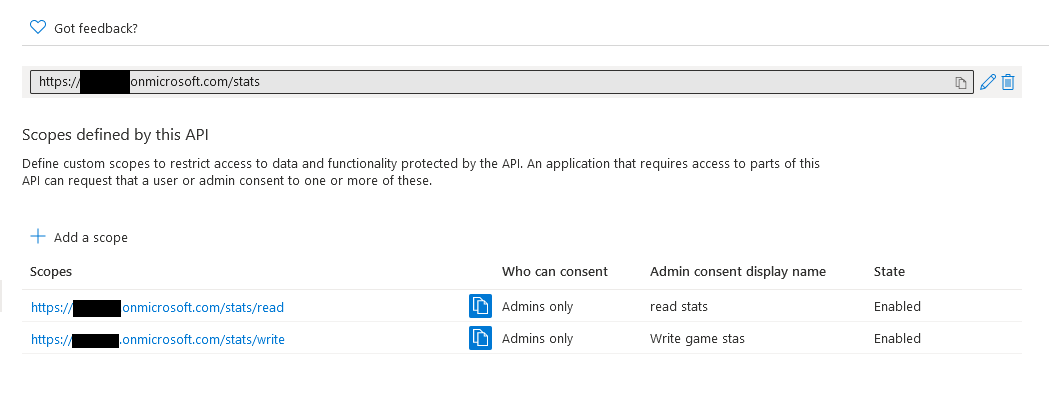 Got feedback?
https://onmicrosoft.com/stats
Scopes defined by this API
Define custom scopes to restrict access to data and functionality protected by the API. An application that requires access to parts of this
API can request that a user or admin consent to one or more of these.
Add a scope
Scopes Who can consent Admin consent display name State
https://onmicrosoft.com/stats/read Admins only read stats Enabled
https://.onmicrosoft.com/stats/write Admins only Write game stas Enabled